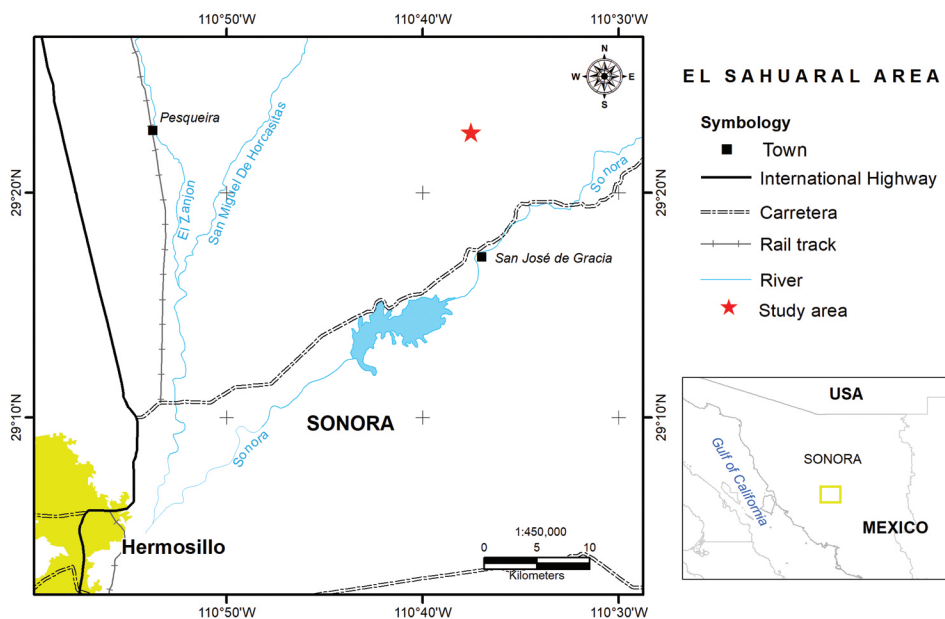 110°50'W
110°40'W
110°30'W
N
W
E
S
Pesqueira
El Zanjon
San Miguel De Horcasitas
Sonora
29°20'N
29°20'N
San José de Gracia
29°10'N
29°10'N
SONORA
Sonora
Hermosillo
1:450,000
0 5 10
Kilometers
110°50'W
110°40'W
110°30'W
EL SAHUARAL AREA
Symbology
Town
International Highway
Carretera
Rail track
River
Study area
USA
Gulf of California
SONORA
MEXICO